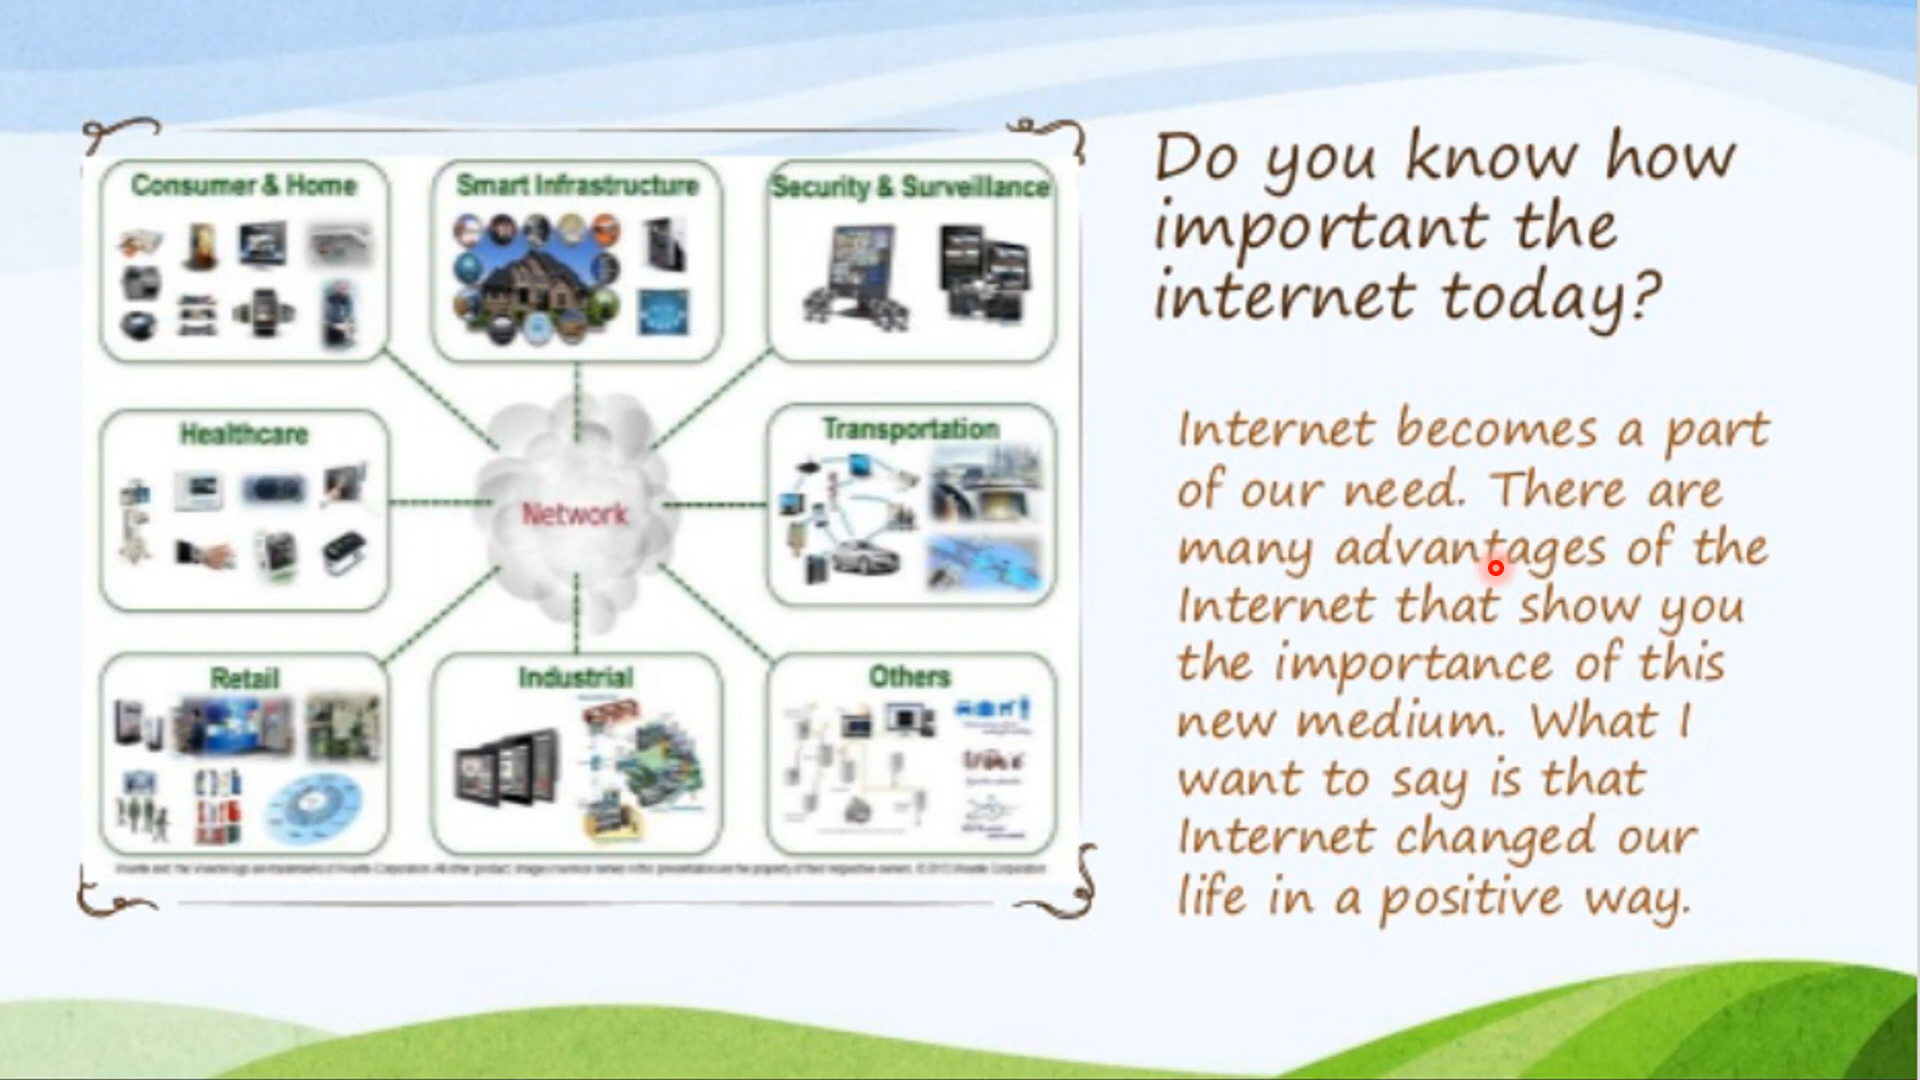 Do you know how
important the
internet today?
Internet becomes a part
of our need. There are
many advantages of the
Internet that show you
the importance of this
new medium. What I
want to say is that
Internet changed our
life in a positive way.
Consumer & Home
Smart Infrastructure
Security & Surveillance
Healthcare
Network
Transportation
Retail
Industrial
Others